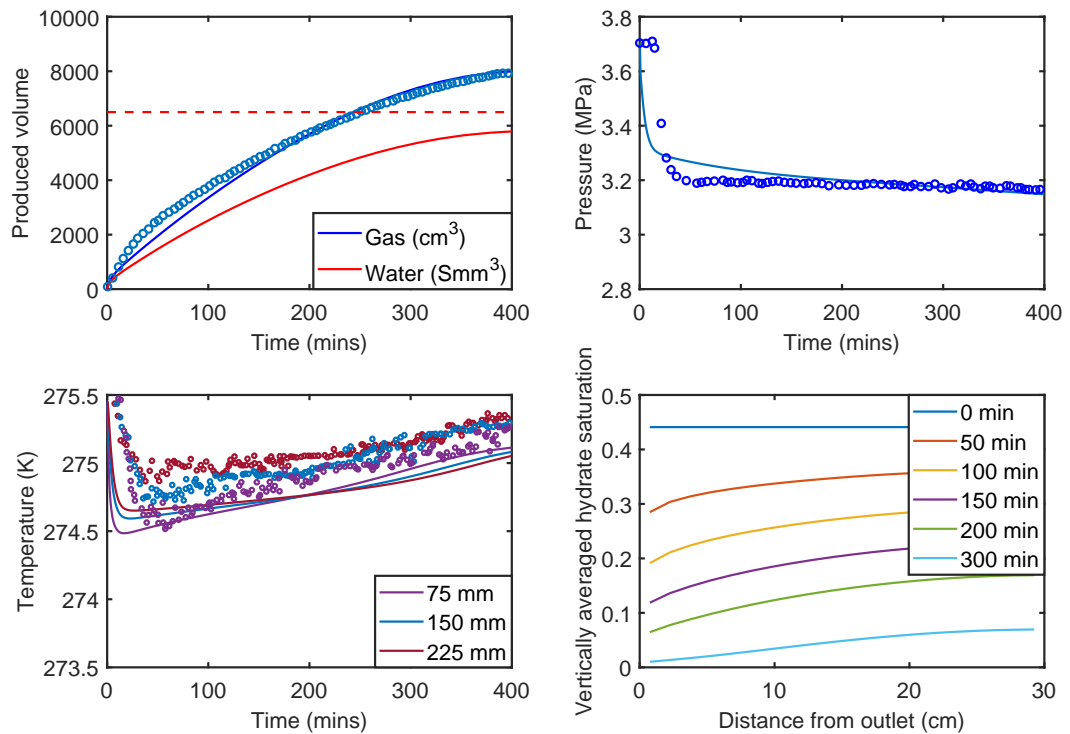 10000
8000
6000
4000
2000
0
0
100
200
300
400
Produced volume
Time (mins)
Gas (cm³)
Water (Smm³)
3.8
3.6
3.4
3.2
3
2.8
0
100
200
300
400
Pressure (MPa)
Time (mins)
275.5
275
274.5
274
273.5
0
100
200
300
400
Temperature (K)
Time (mins)
75 mm
150 mm
225 mm
0.5
0.4
0.3
0.2
0.1
0
0
10
20
30
Vertically averaged hydrate saturation
Distance from outlet (cm)
0 min
50 min
100 min
150 min
200 min
300 min